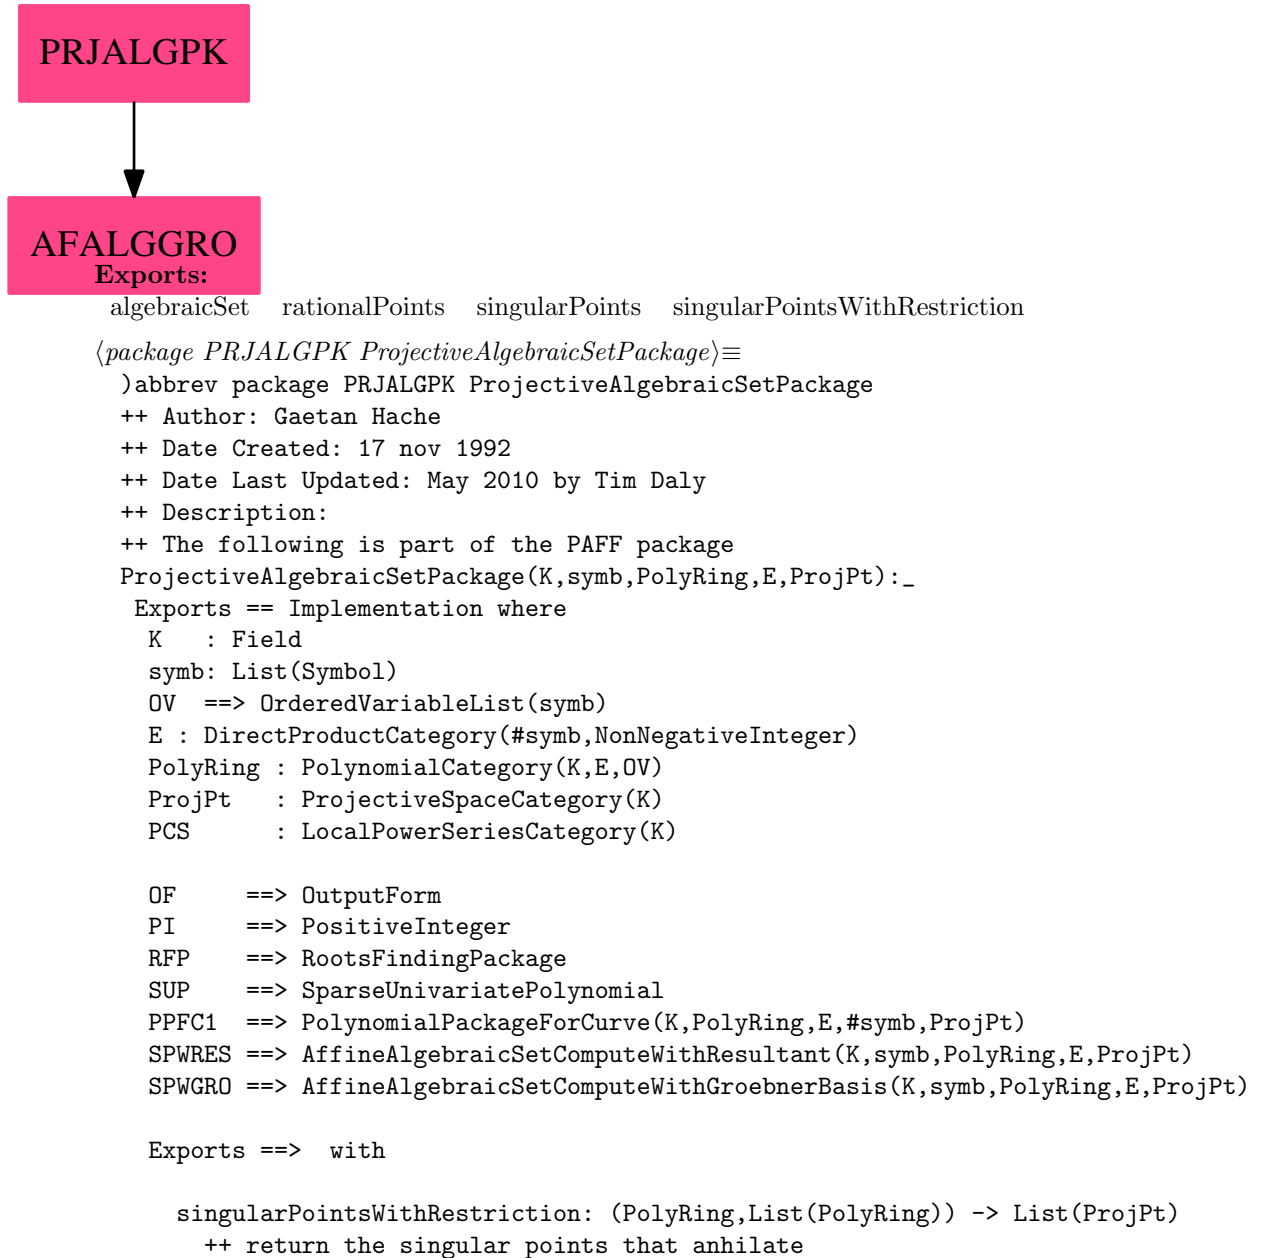 PRJALGPK
AFALGGRO
Exports:
algebraicSet rationalPoints singularPoints singularPointsWithRestriction
⟨package PRJALGPK ProjectiveAlgebraicSetPackage⟩≡
)abbrev package PRJALGPK ProjectiveAlgebraicSetPackage
++ Author: Gaetan Hache
++ Date Created: 17 nov 1992
++ Date Last Updated: May 2010 by Tim Daly
++ Description:
++ The following is part of the PAFF package
ProjectiveAlgebraicSetPackage(K,symb,PolyRing,E,ProjPt):_
 Exports == Implementation where
  K   : Field
  symb: List(Symbol)
  OV  ==> OrderedVariableList(symb)
  E : DirectProductCategory(#symb,NonNegativeInteger)
  PolyRing : PolynomialCategory(K,E,OV)
  ProjPt   : ProjectiveSpaceCategory(K)
  PCS      : LocalPowerSeriesCategory(K)
  OF     ==> OutputForm
  PI     ==> PositiveInteger
  RFP    ==> RootsFindingPackage
  SUP    ==> SparseUnivariatePolynomial
  PPFC1  ==> PolynomialPackageForCurve(K,PolyRing,E,#symb,ProjPt)
  SPWRES ==> AffineAlgebraicSetComputeWithResultant(K,symb,PolyRing,E,ProjPt)
  SPWGRO ==> AffineAlgebraicSetComputeWithGroebnerBasis(K,symb,PolyRing,E,ProjPt)
  Exports ==>  with
    singularPointsWithRestriction: (PolyRing,List(PolyRing)) -> List(ProjPt)
      ++ return the singular points that anhilate